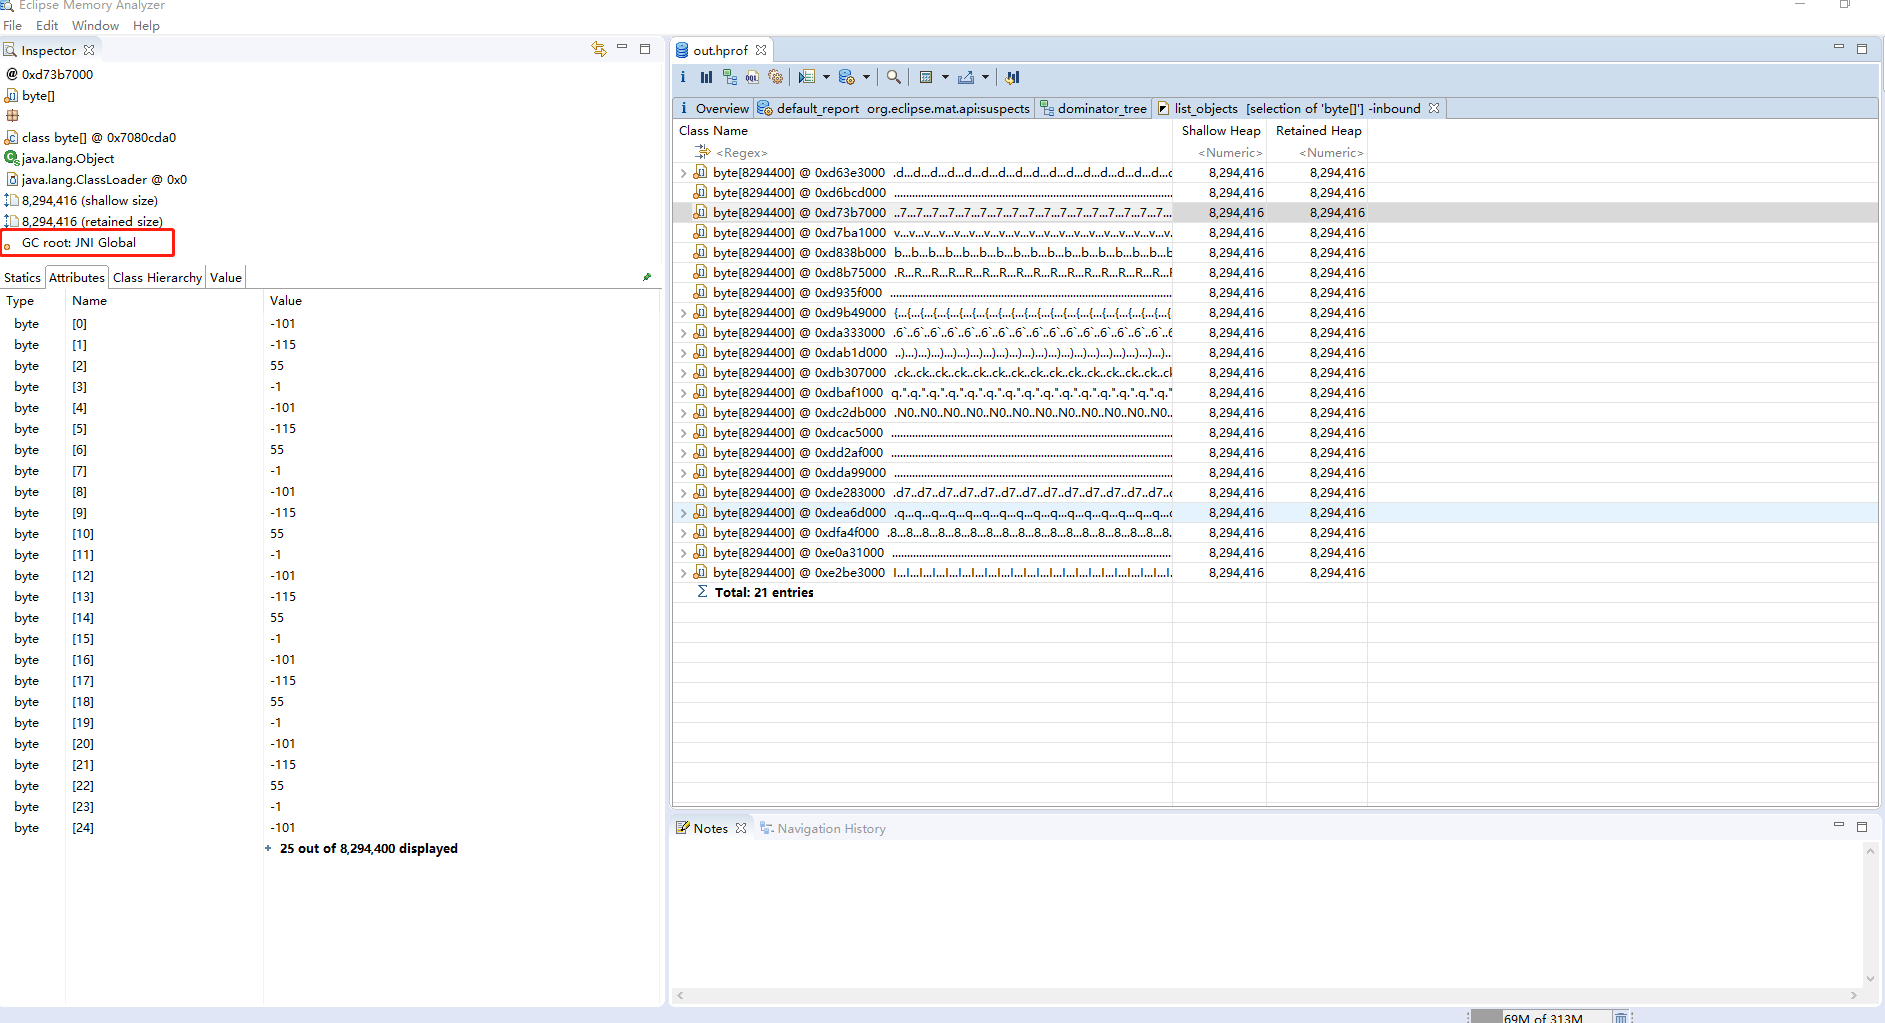 Eclipse Memory Analyzer
File Edit Window Help
Inspector
@ 0xd73b7000
byte[]
class byte[] @ 0x7080cda0
java.lang.Object
java.lang.ClassLoader @ 0x0
8,294,416 (shallow size)
8,294,416 (retained size)
GC root: JNI Global
Statics Attributes Class Hierarchy Value
Type Name Value
byte [0] -101
byte [1] -115
byte [2] 55
byte [3] -1
byte [4] -101
byte [5] -115
byte [6] 55
byte [7] -1
byte [8] -101
byte [9] -115
byte [10] 55
byte [11] -1
byte [12] -101
byte [13] -115
byte [14] 55
byte [15] -1
byte [16] -101
byte [17] -115
byte [18] 55
byte [19] -1
byte [20] -101
byte [21] -115
byte [22] 55
byte [23] -1
byte [24] -101
+ 25 out of 8,294,400 displayed
out.hprof
Overview default_report org.eclipse.mat.api:suspects dominator_tree list_objects [selection of 'byte[]'] -inbound
Class Name Shallow Heap Retained Heap
<Regex> <Numeric> <Numeric>
byte[8294400] @ 0xd63e3000 .d...d...d...d...d...d...d...d...d...d...d...d...d...d...d...d...d...c 8,294,416 8,294,416
byte[8294400] @ 0xd6bcd000 ........................................................................ 8,294,416 8,294,416
byte[8294400] @ 0xd73b7000 ..7...7...7...7...7...7...7...7...7...7...7...7...7...7...7...7...7... 8,294,416 8,294,416
byte[8294400] @ 0xd7ba1000 v...v...v...v...v...v...v...v...v...v...v...v...v...v...v...v...v...v. 8,294,416 8,294,416
byte[8294400] @ 0xd838b000 b...b...b...b...b...b...b...b...b...b...b...b...b...b...b...b...b 8,294,416 8,294,416
byte[8294400] @ 0xd8b75000 .R...R...R...R...R...R...R...R...R...R...R...R...R...R...R...R...F 8,294,416 8,294,416
byte[8294400] @ 0xd935f000 ........................................................................ 8,294,416 8,294,416
byte[8294400] @ 0xd9b49000 {...{...{...{...{...{...{...{...{...{...{...{...{...{...{...{...{...{ 8,294,416 8,294,416
byte[8294400] @ 0xda333000 .6`..6`..6`..6`..6`..6`..6`..6`..6`..6`..6`..6`..6`..6`..6`..6 8,294,416 8,294,416
byte[8294400] @ 0xdab1d000 ..)...)...)...)...)...)...)...)...)...)...)...)...)...)...)...)...)... 8,294,416 8,294,416
byte[8294400] @ 0xdb307000 .ck..ck..ck..ck..ck..ck..ck..ck..ck..ck..ck..ck..ck..ck..ck 8,294,416 8,294,416
byte[8294400] @ 0xdbaf1000 q.".q.".q.".q.".q.".q.".q.".q.".q.".q.".q.".q.".q.".q.".q." 8,294,416 8,294,416
byte[8294400] @ 0xdc2db000 .N0..N0..N0..N0..N0..N0..N0..N0..N0..N0..N0..N0.. 8,294,416 8,294,416
byte[8294400] @ 0xdcac5000 ........................................................................ 8,294,416 8,294,416
byte[8294400] @ 0xdd2af000 ........................................................................ 8,294,416 8,294,416
byte[8294400] @ 0xdda99000 ........................................................................ 8,294,416 8,294,416
byte[8294400] @ 0xde283000 .d7..d7..d7..d7..d7..d7..d7..d7..d7..d7..d7..d7..d7..c 8,294,416 8,294,416
byte[8294400] @ 0xdea6d000 .q...q...q...q...q...q...q...q...q...q...q...q...q...q...q...q...c 8,294,416 8,294,416
byte[8294400] @ 0xdfa4f000 .8...8...8...8...8...8...8...8...8...8...8...8...8...8...8...8...8...8. 8,294,416 8,294,416
byte[8294400] @ 0xe0a31000 ........................................................................ 8,294,416 8,294,416
byte[8294400] @ 0xe2be3000 l...l...l...l...l...l...l...l...l...l...l...l...l...l...l...l...l...l...l...l...l. 8,294,416 8,294,416
Σ Total: 21 entries
Notes Navigation History
69M of 313M